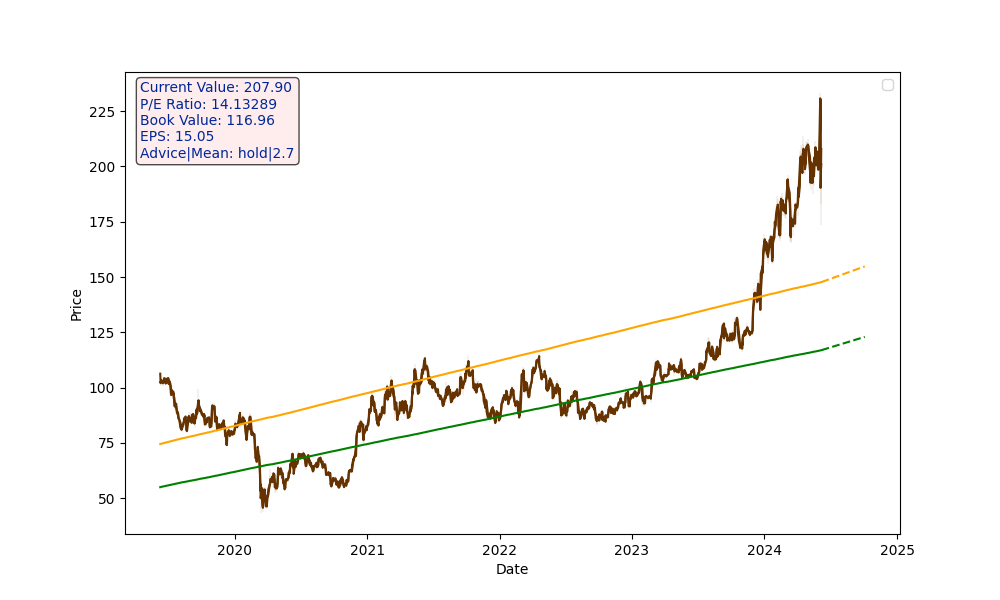 Current Value: 207.90
P/E Ratio: 14.13289
Book Value: 116.96
EPS: 15.05
Advice|Mean: hold|2.7
225
200
175
150
125
100
75
50
Price
2020 2021 2022 2023 2024 2025
Date